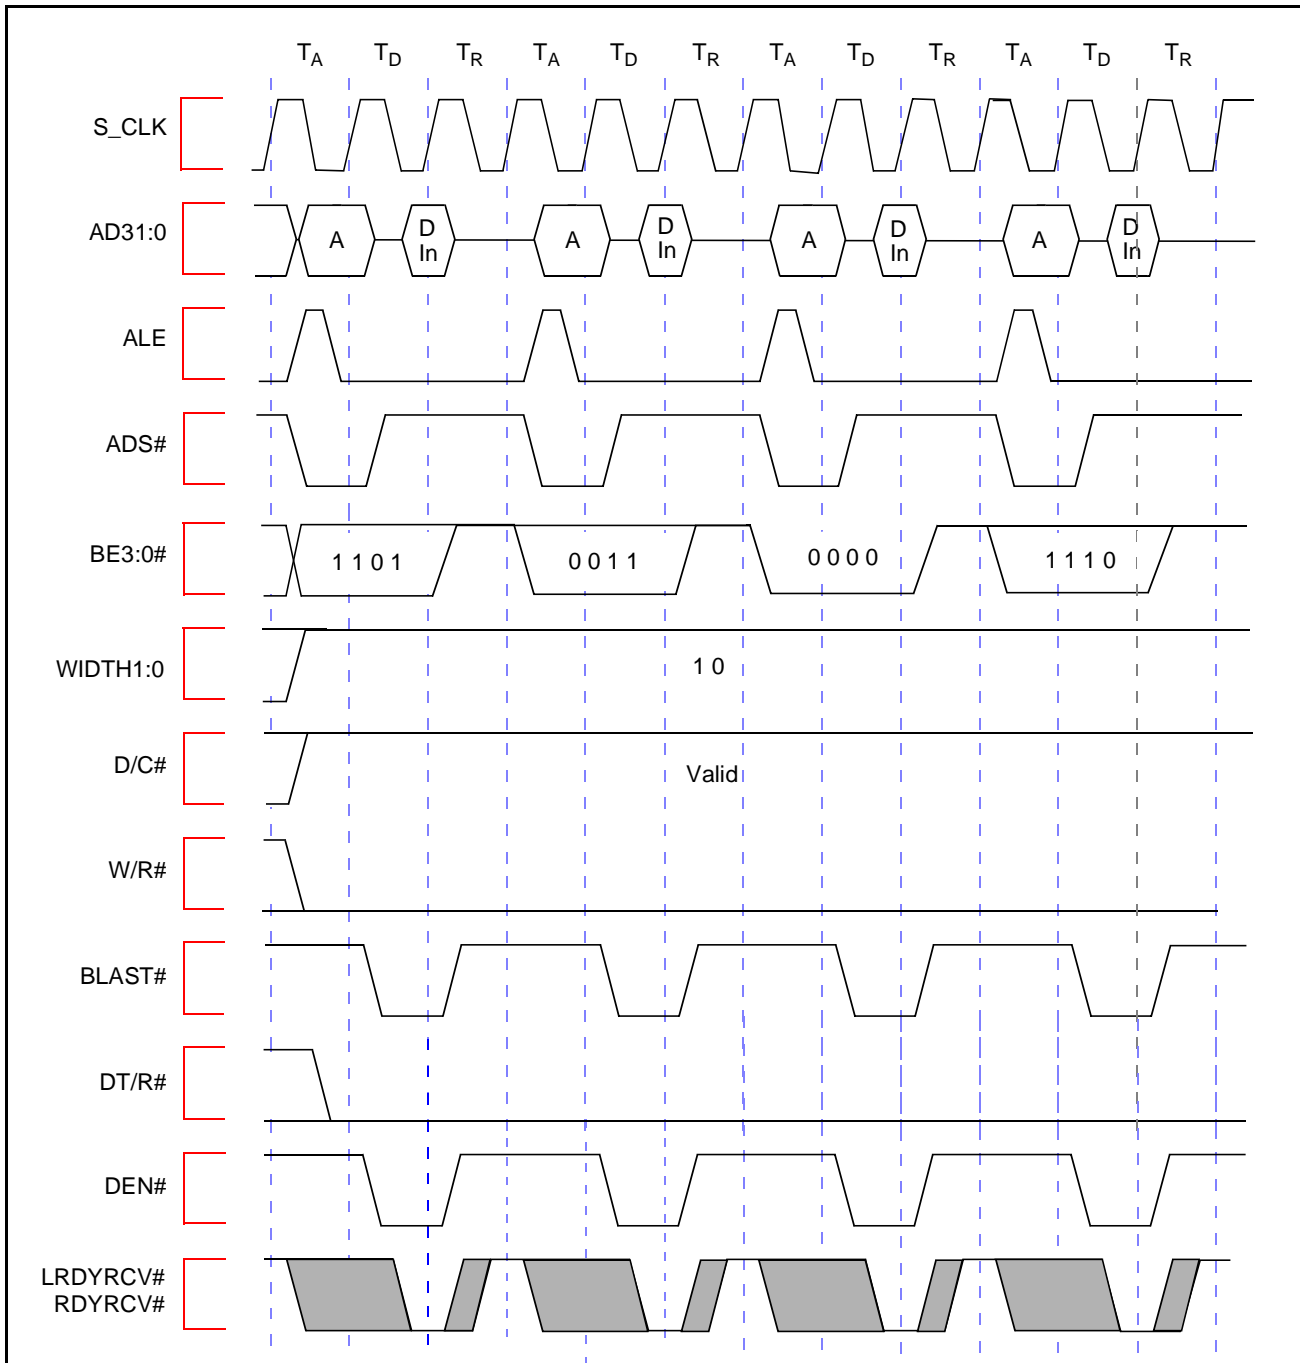 TA TD TR TA TD TR TA TD TR TA TD TR
S_CLK
AD31:0
A D In A D In A D In A D In
ALE
ADS#
BE3:0#
1 1 0 1 0 0 1 1 0 0 0 0 1 1 1 0
WIDTH1:0
1 0
D/C#
Valid
W/R#
BLAST#
DT/R#
DEN#
LRDYRCV#
RDYRCV#